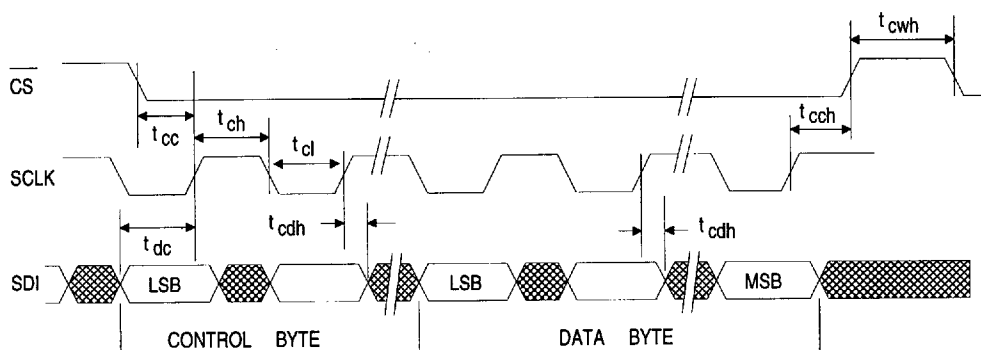 t cwh
CS
t cc
t ch
t cl
t cch
SCLK
t cdh
t cdh
t dc
SDI
LSB
LSB
MSB
CONTROL BYTE
DATA BYTE